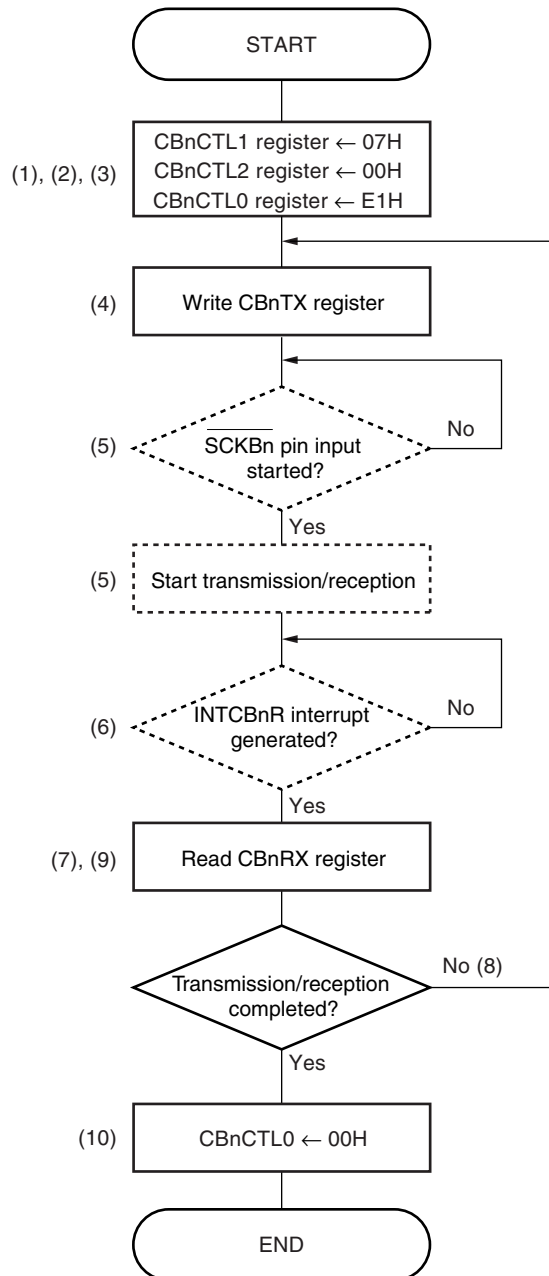 START
(1), (2), (3)
CBnCTL1 register ← 07H
CBnCTL2 register ← 00H
CBnCTL0 register ← E1H
(4)
Write CBnTX register
(5)
SCKBn pin input
started?
No
Yes
(5)
Start transmission/reception
(6)
INTCBnR interrupt
generated?
No
Yes
(7), (9)
Read CBnRX register
Transmission/reception
completed?
No (8)
Yes
(10)
CBnCTL0 ← 00H
END